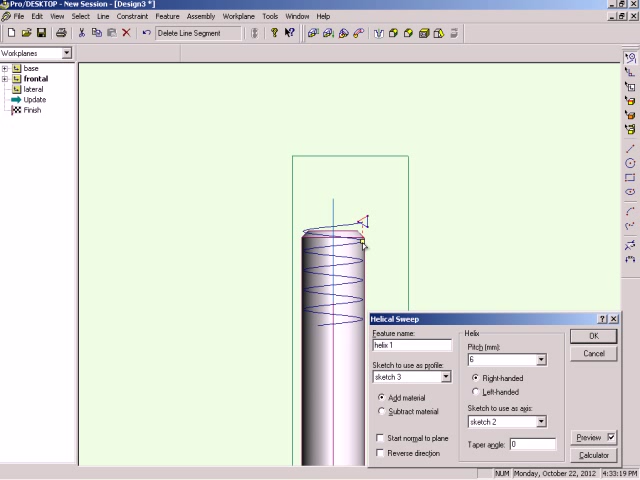 Pro/DESKTOP - New Session - [Design3 *]
File Edit View Select Line Constraint Feature Assembly Workplane Tools Window Help
Delete Line Segment
Workplanes
base
frontal
lateral
Update
Finish
Helical Sweep
Feature name:
helix 1
Sketch to use as profile:
sketch 3
Add material
Subtract material
Start normal to plane
Reverse direction
Helix
Pitch (mm):
6
Right-handed
Left-handed
Sketch to use as axis:
sketch 2
Taper angle: 0
OK
Cancel
Preview
Calculator
NUM Monday, October 22, 2012 4:33:19 PM